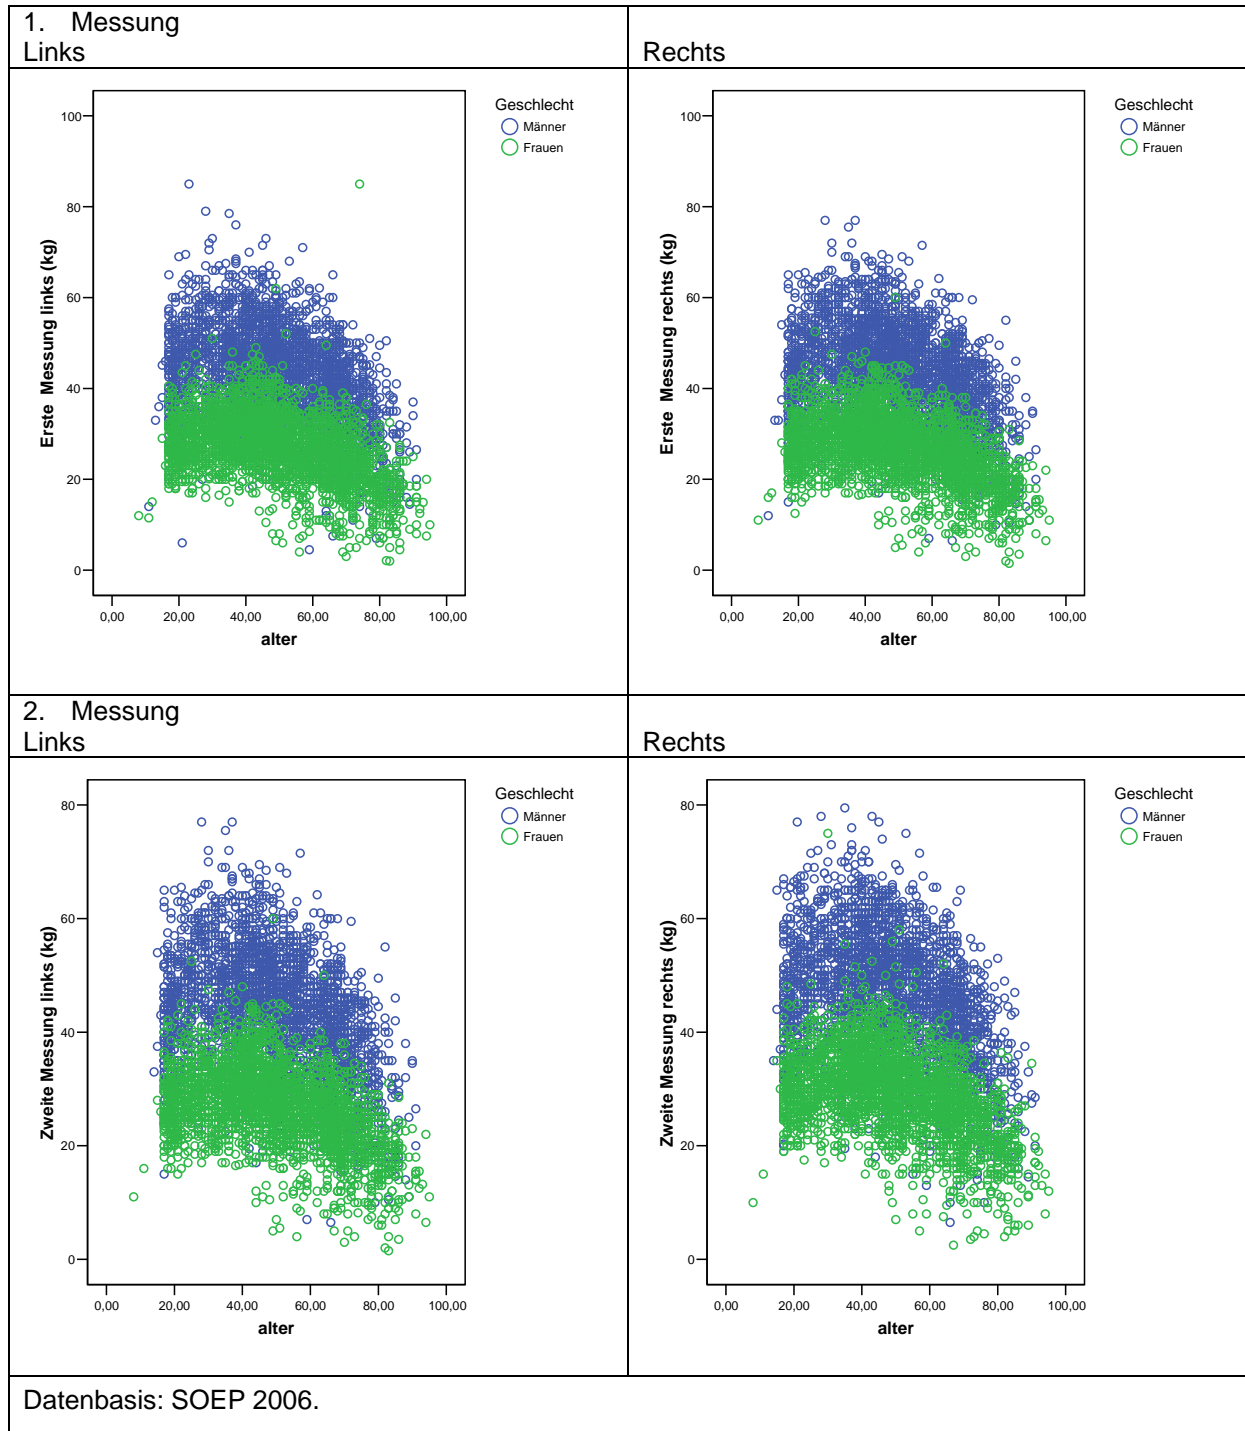 1. Messung
Links
Rechts
Geschlecht
Männer
Frauen
Erste Messung links (kg)
100
80
60
40
20
0
0,00 20,00 40,00 60,00 80,00 100,00
alter
Geschlecht
Männer
Frauen
Erste Messung rechts (kg)
100
80
60
40
20
0
0,00 20,00 40,00 60,00 80,00 100,00
alter
2. Messung
Links
Rechts
Geschlecht
Männer
Frauen
Zweite Messung links (kg)
80
60
40
20
0
0,00 20,00 40,00 60,00 80,00 100,00
alter
Geschlecht
Männer
Frauen
Zweite Messung rechts (kg)
80
60
40
20
0
0,00 20,00 40,00 60,00 80,00 100,00
alter
Datenbasis: SOEP 2006.